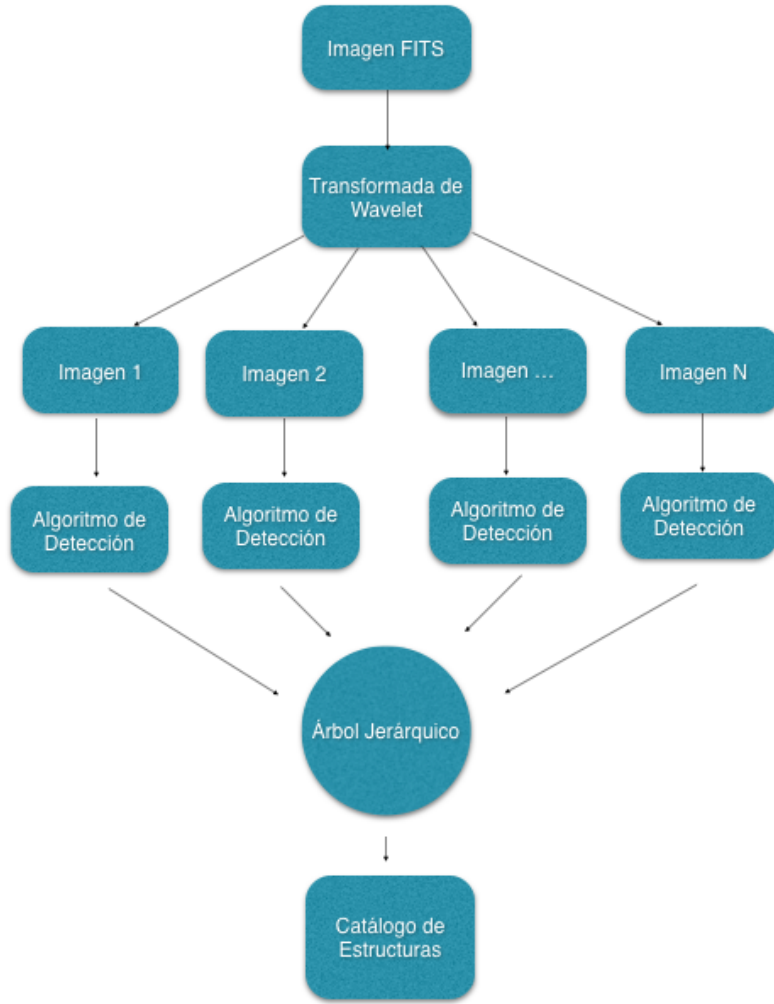 Imagen FITS
Transformada de
Wavelet
Imagen 1
Imagen 2
Imagen ...
Imagen N
Algoritmo de
Detección
Algoritmo de
Detección
Algoritmo de
Detección
Algoritmo de
Detección
Árbol Jerárquico
Catálogo de
Estructuras